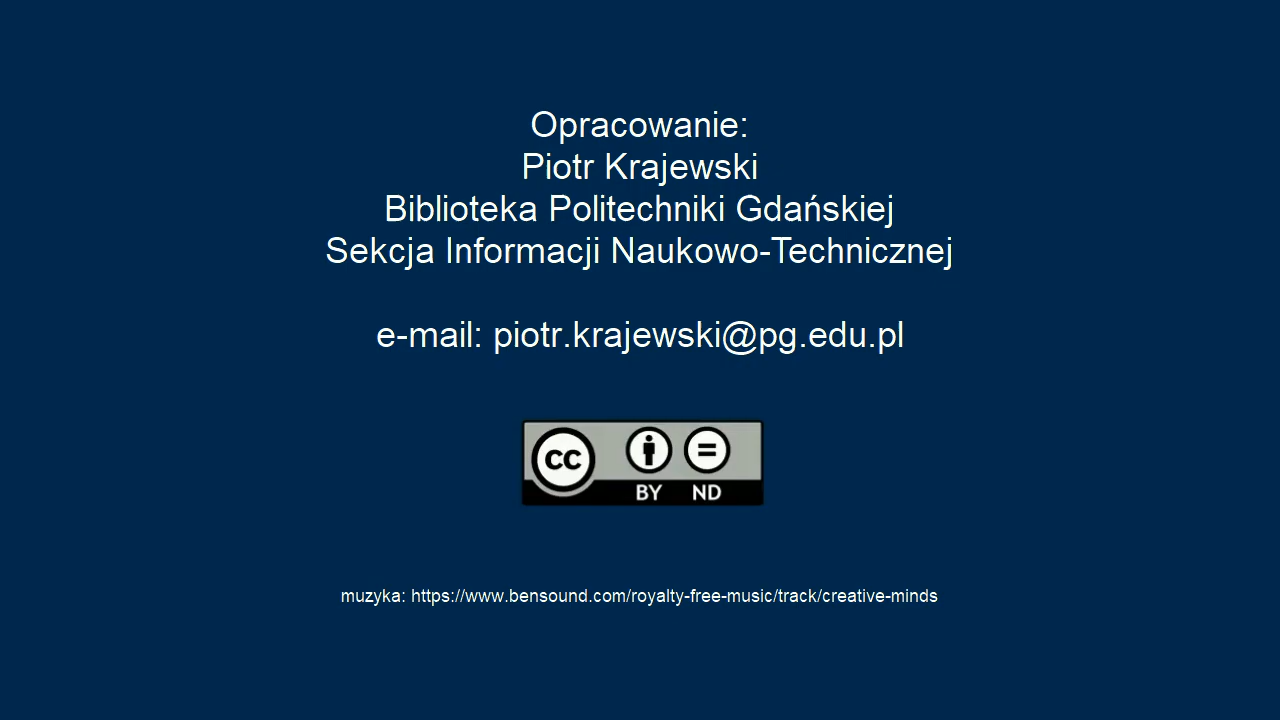 Opracowanie:
Piotr Krajewski
Biblioteka Politechniki Gdańskiej
Sekcja Informacji Naukowo-Technicznej
e-mail: piotr.krajewski@pg.edu.pl
cc
BY ND
muzyka: https://www.bensound.com/royalty-free-music/track/creative-minds